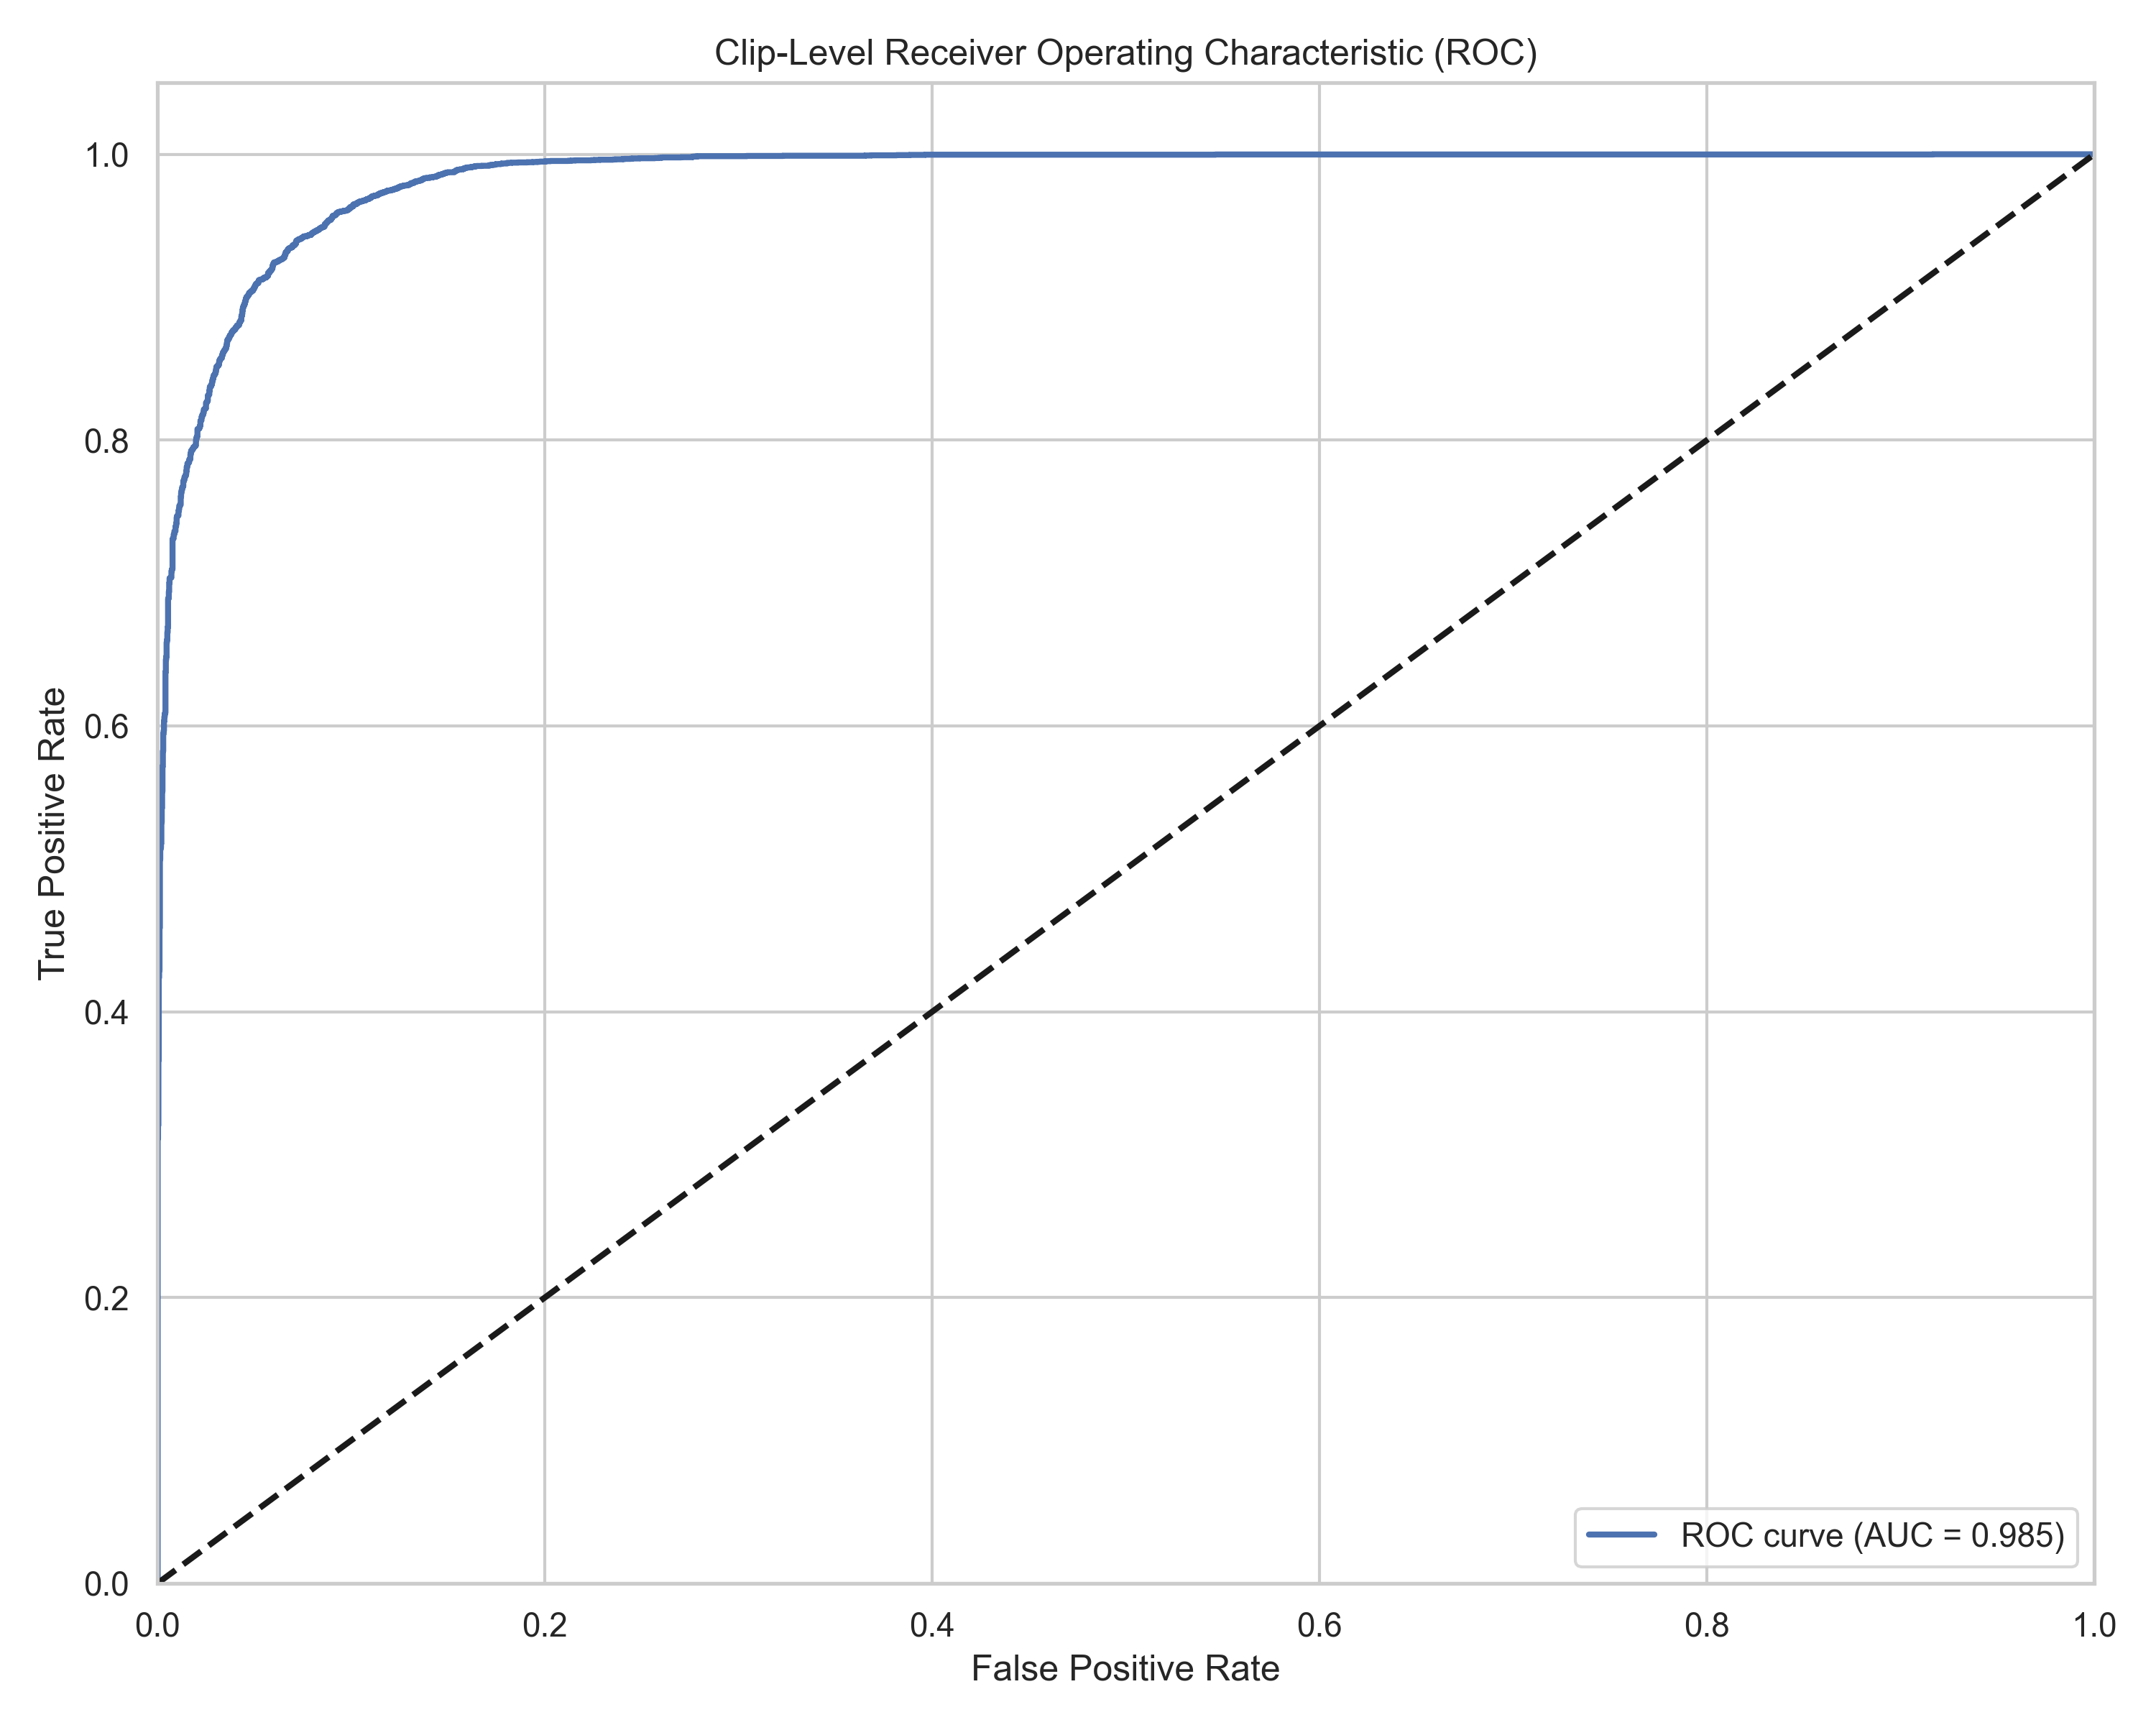 Clip-Level Receiver Operating Characteristic (ROC)
True Positive Rate
1.0
0.8
0.6
0.4
0.2
0.0
ROC curve (AUC = 0.985)
0.0 0.2 0.4 0.6 0.8 1.0
False Positive Rate